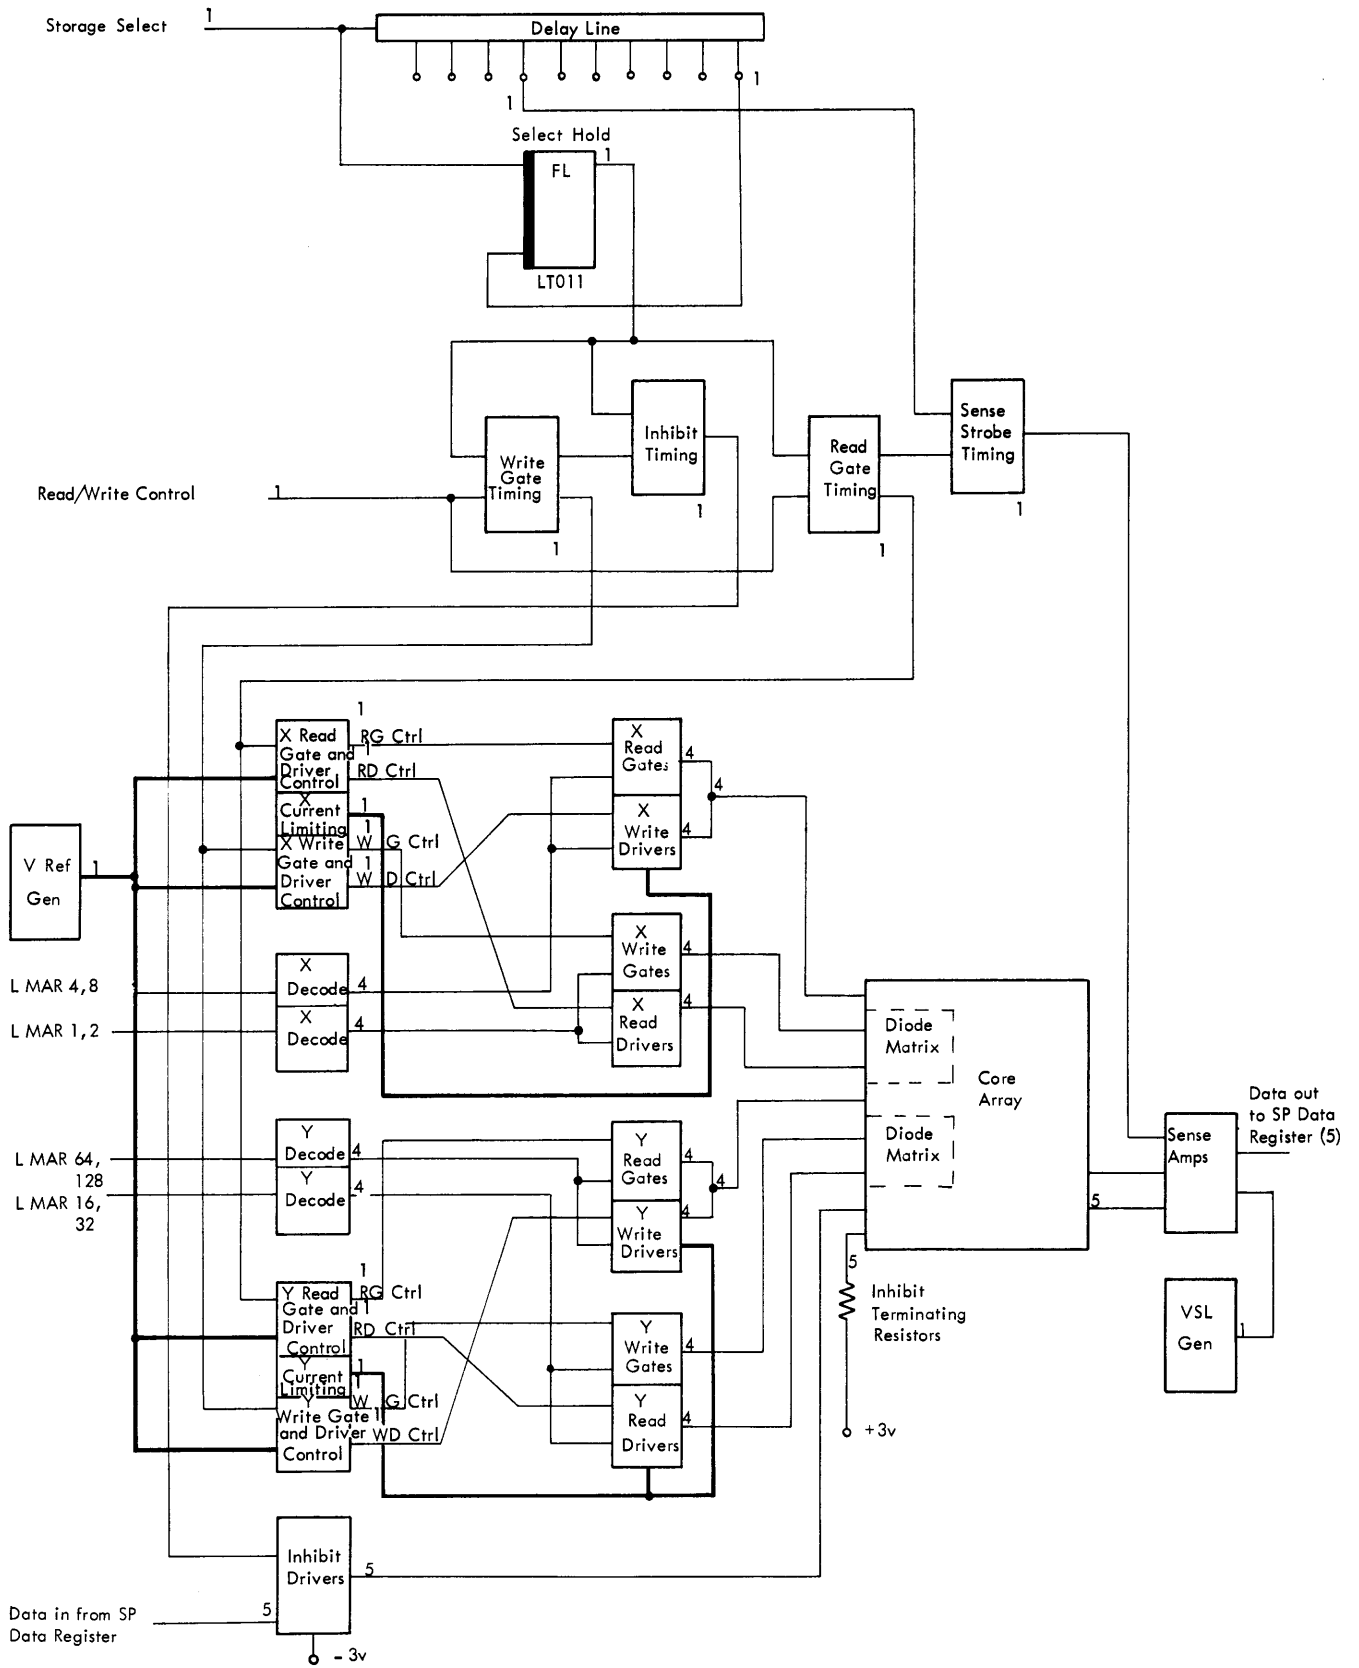 Storage Select
1
Delay Line
1
1
Select Hold
1
FL
LT011
Sense
Strobe
Timing
1
Inhibit
Timing
1
Read
Gate
Timing
1
Write
Gate
Timing
1
Read/Write Control
1
X Read
Gate and
Driver
Control
1
RG Ctrl
1
RD Ctrl
X
Current
Limiting
1
1
X Write
Gate and
Driver
Control
W G Ctrl
1
W D Ctrl
X
Read
Gates
4
4
X
Write
Drivers
4
V Ref
Gen
1
X
Write
Gates
4
X
Read
Drivers
4
L MAR 4,8
X
Decode
4
L MAR 1,2
X
Decode
4
Diode
Matrix
Core
Array
Diode
Matrix
Data out
to SP Data
Register (5)
Sense
Amps
5
L MAR 64,
128
Y
Decode
4
L MAR 16,
32
Y
Decode
4
Y
Read
Gates
4
4
Y
Write
Drivers
4
5
Inhibit
Terminating
Resistors
+3v
VSL
Gen
1
Y Read
Gate and
Driver
Control
1
RG Ctrl
1
RD Ctrl
Y
Current
Limiting
1
1
Y
Write Gate
and Driver
Control
W G Ctrl
1
WD Ctrl
Y
Write
Gates
4
Y
Read
Drivers
4
Inhibit
Drivers
5
5
Data in from SP
Data Register
- 3v